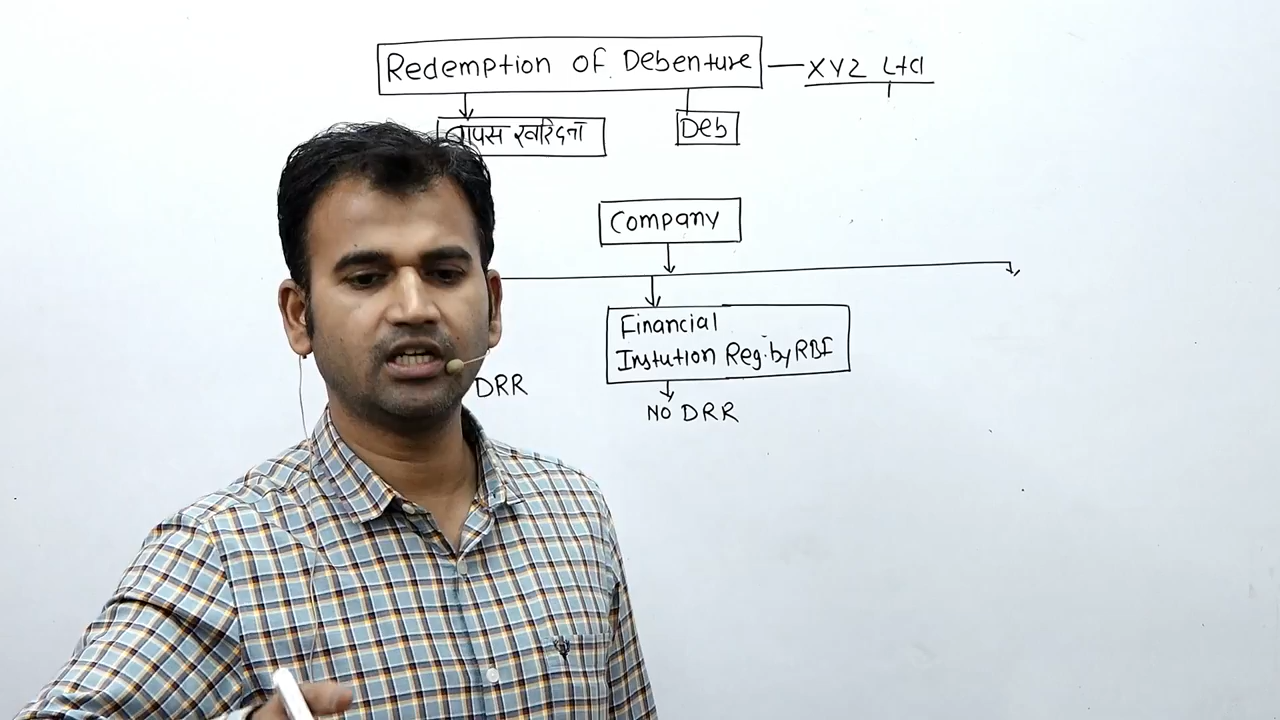 Redemption of Debenture — XYZ Ltd
वापस खरिदना
Deb
Company
Financial
Instution Reg. by RBI
DRR
NO DRR